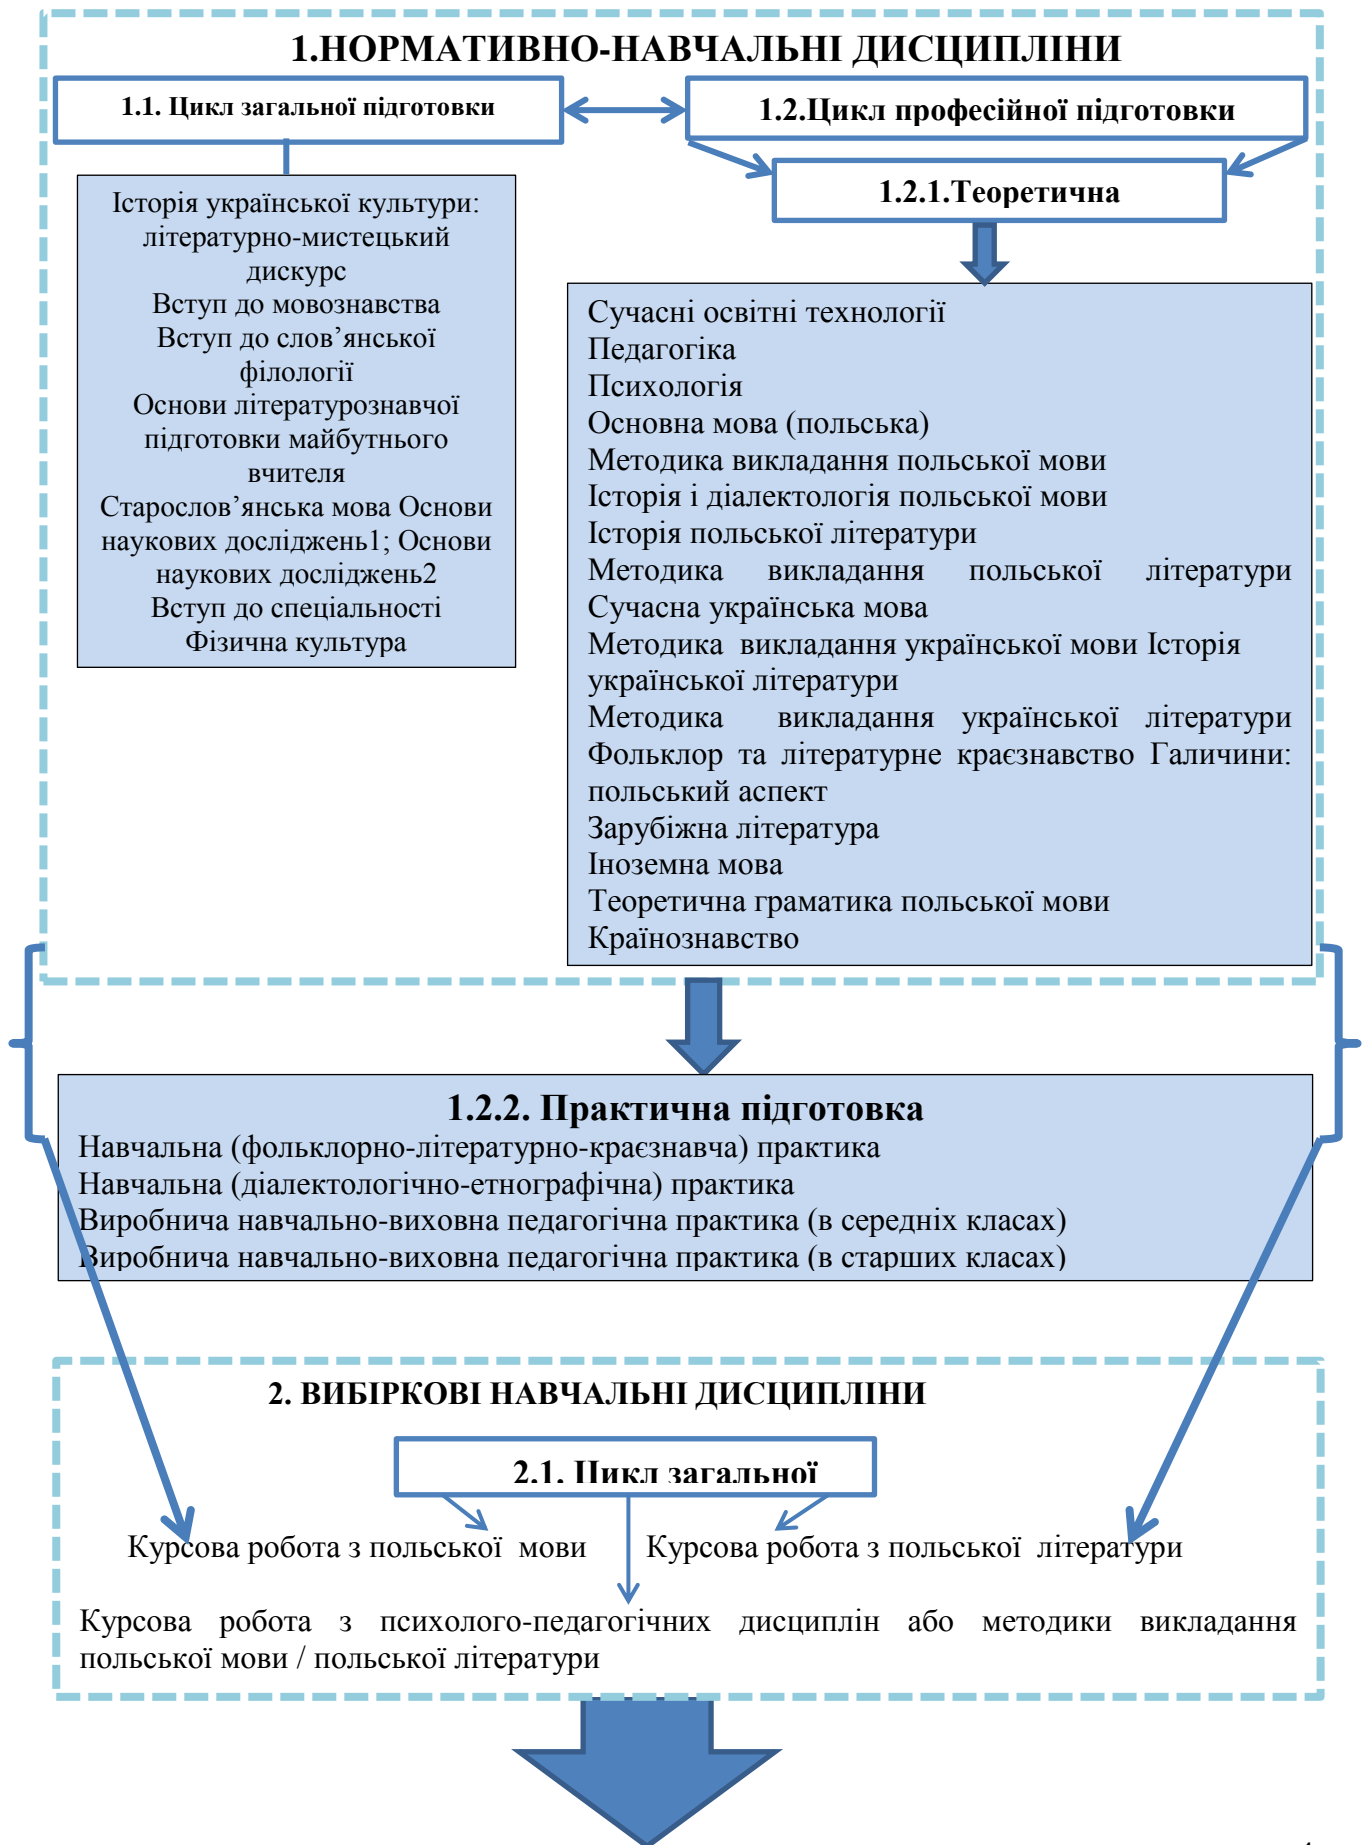 1.НОРМАТИВНО-НАВЧАЛЬНІ ДИСЦИПЛІНИ
1.1. Цикл загальної підготовки
1.2.Цикл професійної підготовки
1.2.1.Теоретична
Історія української культури:
літературно-мистецький
дискурс
Вступ до мовознавства
Вступ до слов’янської
філології
Основи літературознавчої
підготовки майбутнього
вчителя
Старослов’янська мова Основи
наукових досліджень1; Основи
наукових досліджень2
Вступ до спеціальності
Фізична культура
Сучасні освітні технології
Педагогіка
Психологія
Основна мова (польська)
Методика викладання польської мови
Історія і діалектологія польської мови
Історія польської літератури
Методика викладання польської літератури
Сучасна українська мова
Методика викладання української мови Історія
української літератури
Методика викладання української літератури
Фольклор та літературне краєзнавство Галичини:
польський аспект
Зарубіжна література
Іноземна мова
Теоретична граматика польської мови
Країнознавство
1.2.2. Практична підготовка
Навчальна (фольклорно-літературно-краєзнавча) практика
Навчальна (діалектологічно-етнографічна) практика
Виробнича навчально-виховна педагогічна практика (в середніх класах)
Виробнича навчально-виховна педагогічна практика (в старших класах)
2. ВИБІРКОВІ НАВЧАЛЬНІ ДИСЦИПЛІНИ
2.1. Цикл загальної
Курсова робота з польської мови
Курсова робота з польської літератури
Курсова робота з психолого-педагогічних дисциплін або методики викладання
польської мови / польської літератури